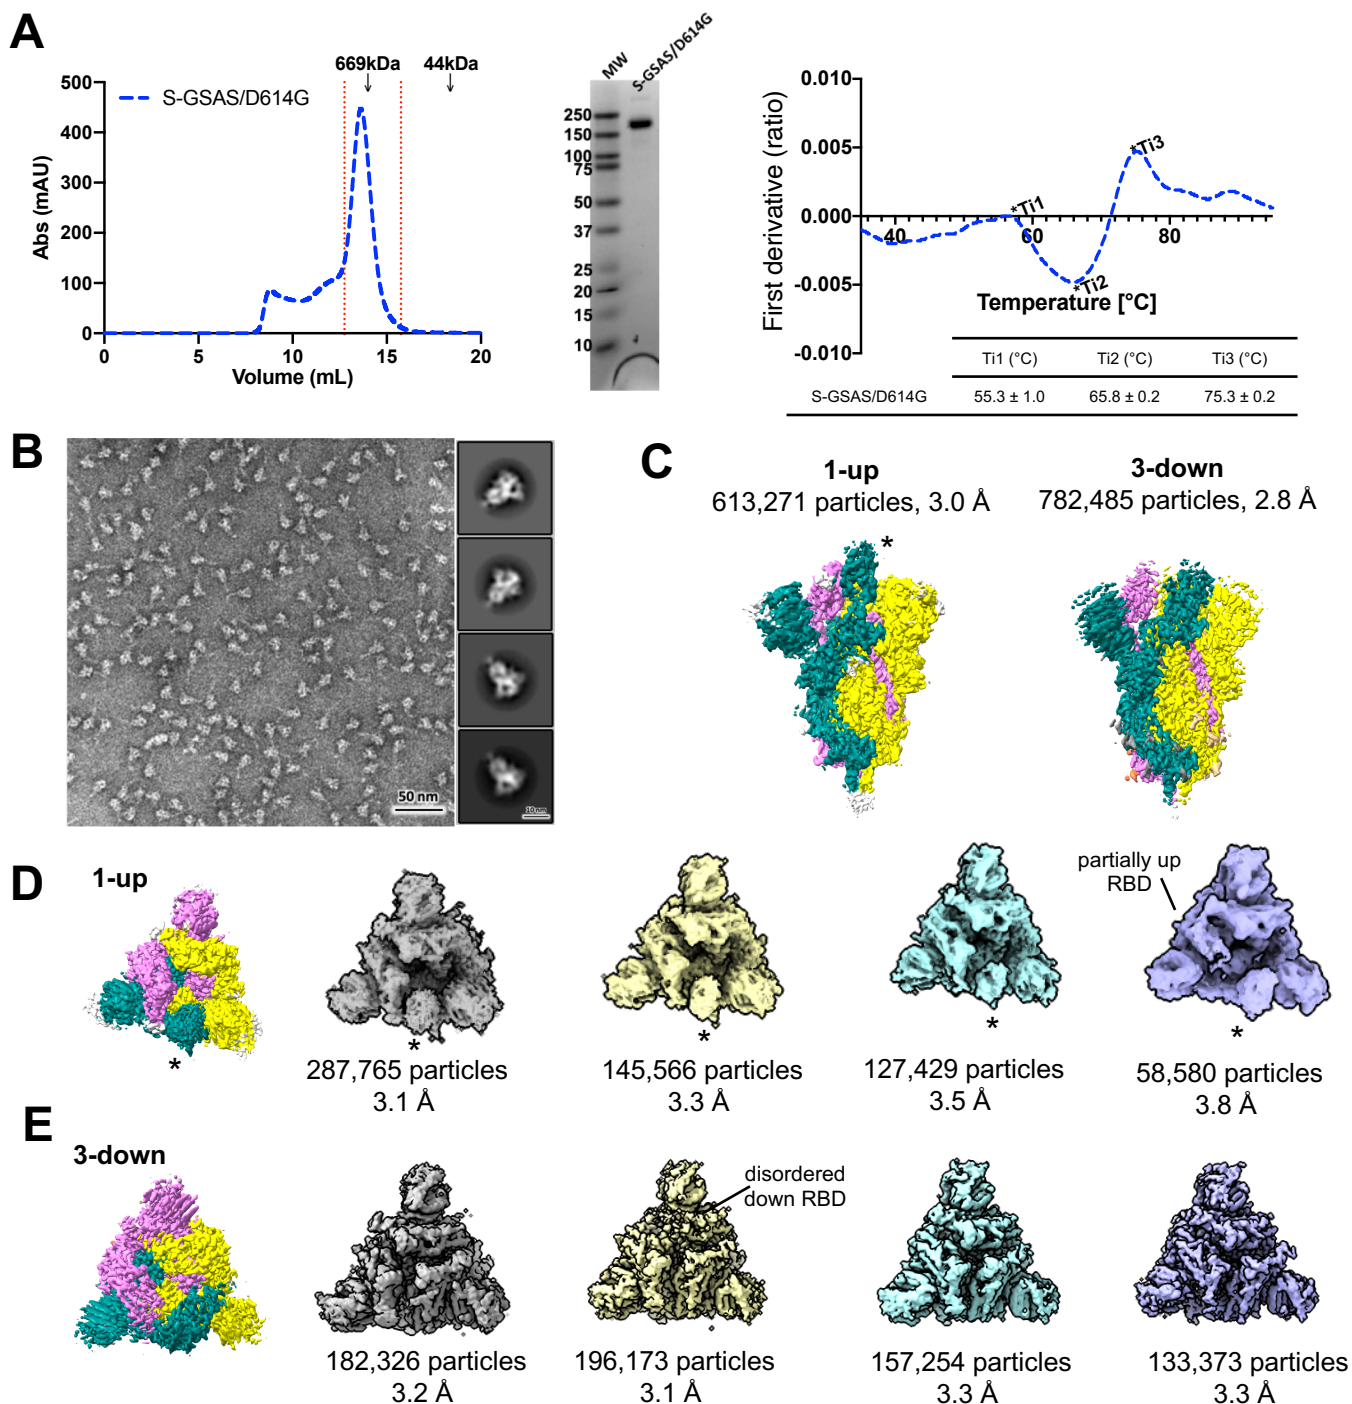 A
669kDa
44kDa
S-GSAS/D614G
500
400
300
200
100
0
Abs (mAU)
0
5
10
15
20
Volume (mL)
MW
S-GSAS/D614G
250
150
100
75
50
37
25
20
15
10
0.010
0.005
0.000
-0.005
-0.010
First derivative (ratio)
*Ti1
*Ti2
*Ti3
40
60
80
Temperature [°C]
Ti1 (°C) Ti2 (°C) Ti3 (°C)
S-GSAS/D614G 55.3 ± 1.0 65.8 ± 0.2 75.3 ± 0.2
B
50 nm
10 nm
C
1-up
613,271 particles, 3.0 Å
*
3-down
782,485 particles, 2.8 Å
D
1-up
*
*
287,765 particles
3.1 Å
*
145,566 particles
3.3 Å
*
127,429 particles
3.5 Å
partially up
RBD
*
58,580 particles
3.8 Å
E
3-down
182,326 particles
3.2 Å
disordered
down RBD
196,173 particles
3.1 Å
157,254 particles
3.3 Å
133,373 particles
3.3 Å